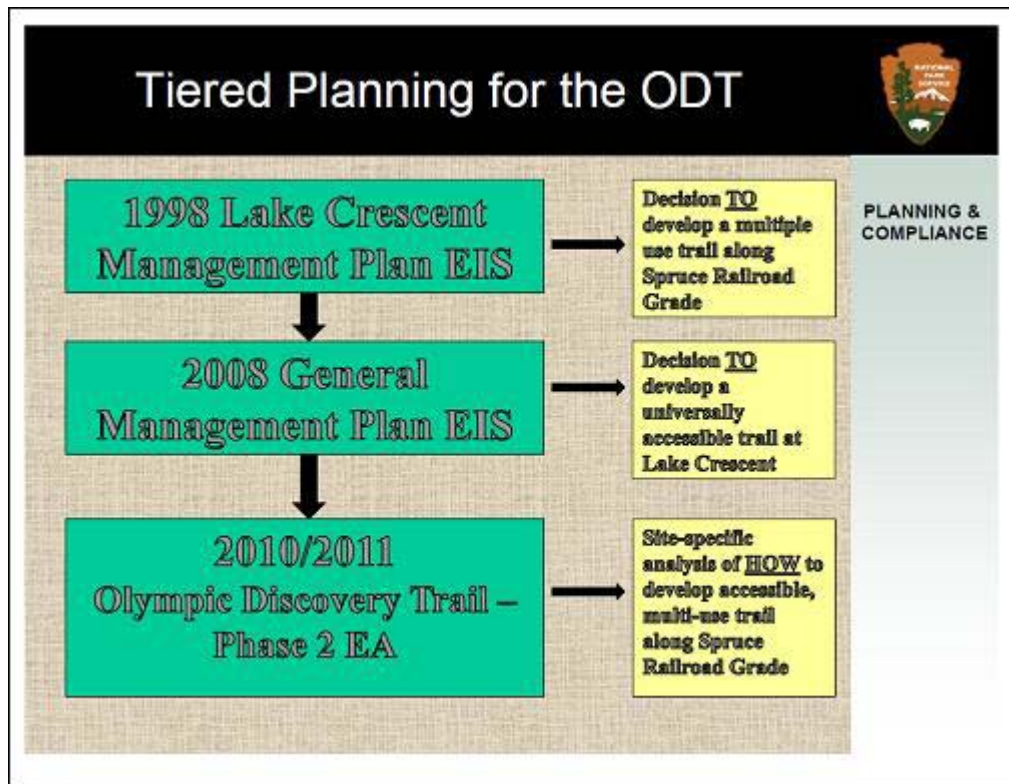 Tiered Planning for the ODT
NATIONAL
PARK
SERVICE
1998 Lake Crescent
Management Plan EIS
Decision TO
develop a multiple
use trail along
Spruce Railroad
Grade
PLANNING &
COMPLIANCE
2008 General
Management Plan EIS
Decision TO
develop a
universally
accessible trail at
Lake Crescent
2010/2011
Olympic Discovery Trail –
Phase 2 EA
Site-specific
analysis of HOW to
develop accessible,
multi-use trail
along Spruce
Railroad Grade